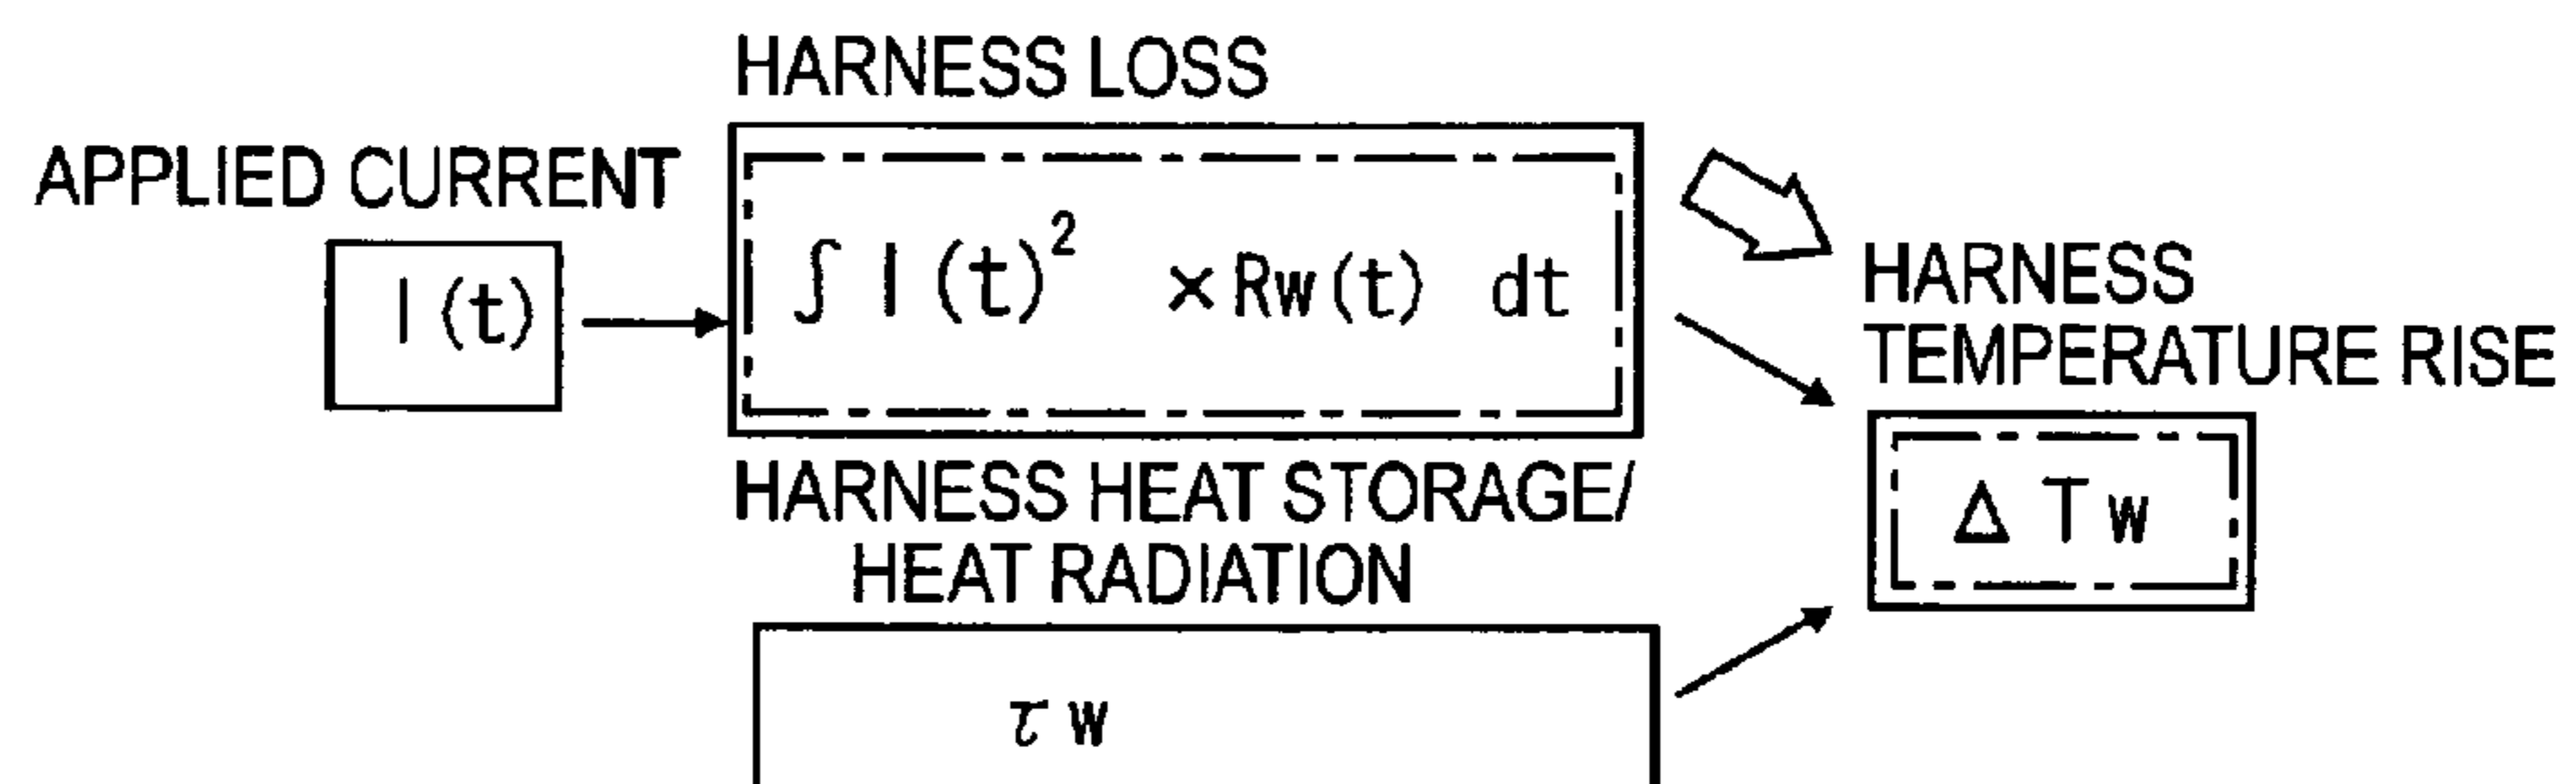 HARNESS LOSS
APPLIED CURRENT
I (t)
∫ I (t)² ×Rw(t) dt
HARNESS
TEMPERATURE RISE
Δ T w
HARNESS HEAT STORAGE/
HEAT RADIATION
τ w